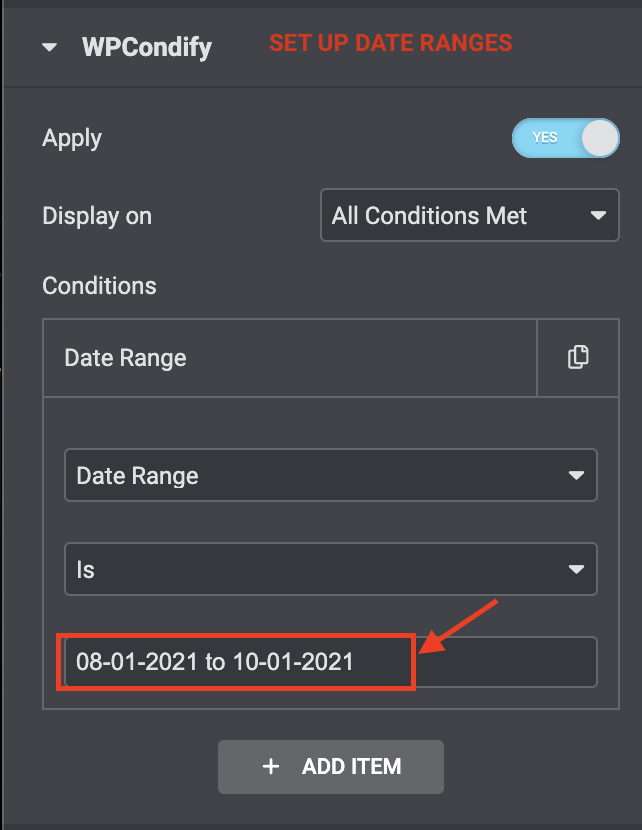 WPCondify SET UP DATE RANGES
Apply YES
Display on All Conditions Met
Conditions
Date Range
Date Range
Is
08-01-2021 to 10-01-2021
+ ADD ITEM